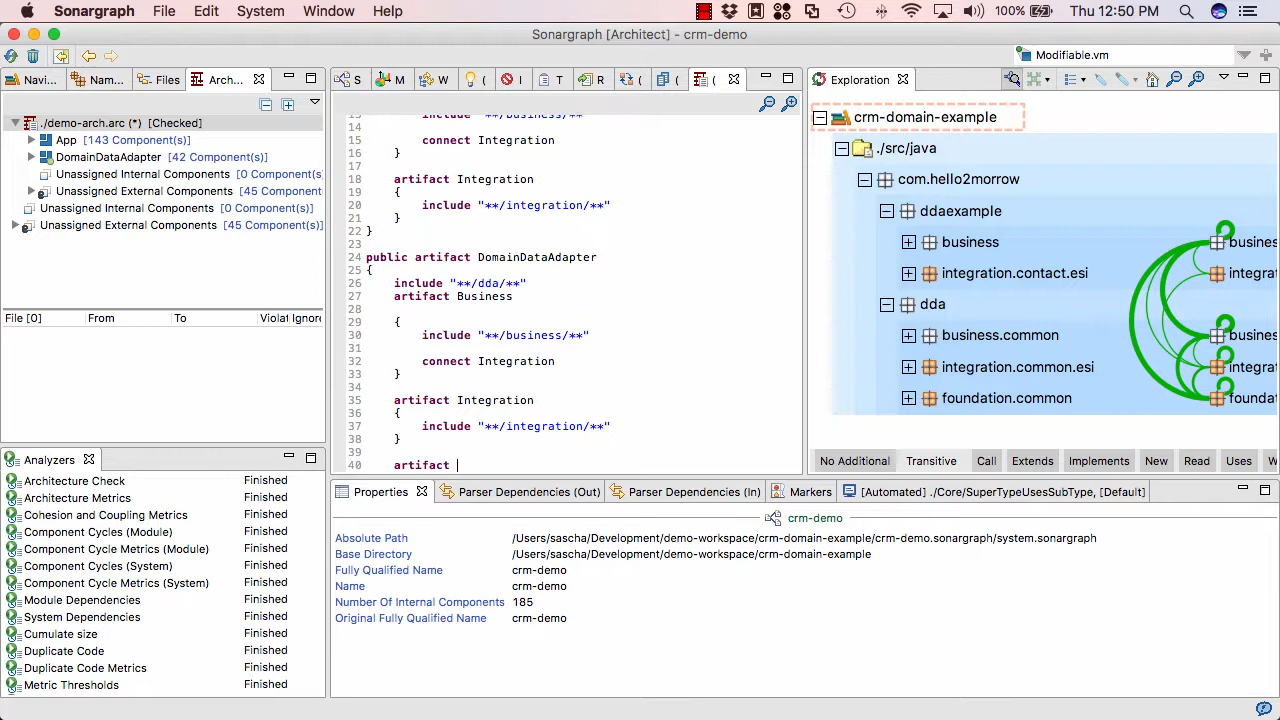 Sonargraph File Edit System Window Help 100% Thu 12:50 PM
Sonargraph [Architect] - crm-demo
Modifiable.vm
Navi... Nam... Files Arc...
./demo-arch.arc (*) [Checked]
App [143 Component(s)]
DomainDataAdapter [42 Component(s)]
Unassigned Internal Components [0 Component(s
Unassigned External Components [45 Component
Unassigned Internal Components [0 Component(s)]
Unassigned External Components [45 Component(s)]
File [0] From To Violat Ignore
Analyzers
Architecture Check Finished
Architecture Metrics Finished
Cohesion and Coupling Metrics Finished
Component Cycles (Module) Finished
Component Cycle Metrics (Module) Finished
Component Cycles (System) Finished
Component Cycle Metrics (System) Finished
Module Dependencies Finished
System Dependencies Finished
Cumulate size Finished
Duplicate Code Finished
Duplicate Code Metrics Finished
Metric Thresholds Finished
S M W ( I T R ( ( (
13 include "**/business/**"
14
15 connect Integration
16 }
17
18 artifact Integration
19 {
20 include "**/integration/**"
21 }
22 }
23
24 public artifact DomainDataAdapter
25 {
26 include "**/dda/**"
27 artifact Business
28
29 {
30 include "**/business/**"
31
32 connect Integration
33 }
34
35 artifact Integration
36 {
37 include "**/integration/**"
38 }
39
40 artifact
Exploration
crm-domain-example
./src/java
com.hello2morrow
ddaexample
business busines
integration.contact.esi integra
dda
business.common busines
integration.common.esi integra
foundation.common founda
No Additional Transitive Call Extends Implements New Read Uses W
Properties Parser Dependencies (Out) Parser Dependencies (In) Markers [Automated] ./Core/SuperTypeUsesSubType, [Default]
crm-demo
Absolute Path /Users/sascha/Development/demo-workspace/crm-domain-example/crm-demo.sonargraph/system.sonargraph
Base Directory /Users/sascha/Development/demo-workspace/crm-domain-example
Fully Qualified Name crm-demo
Name crm-demo
Number Of Internal Components 185
Original Fully Qualified Name crm-demo